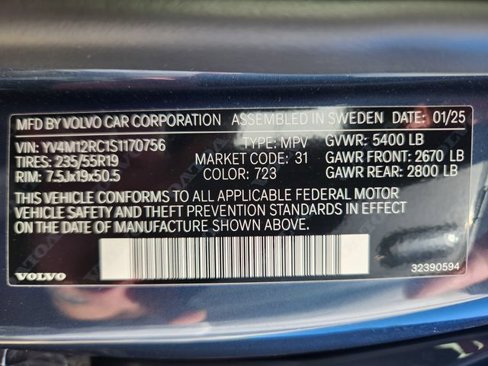 MFD BY VOLVO CAR CORPORATION ASSEMBLED IN SWEDEN 01/25
VIN: YV4M12RC1S1170756 TYPE: MPV GVWR: 5400 LB
TIRES: 235/55R19 MARKET CODE: 31 GAWR FRONT: 2670 LB
RIM: 7.5Jx19x50.5 COLOR: 723 GAWR REAR: 2800 LB
THIS VEHICLE CONFORMS TO ALL APPLICABLE FEDERAL MOTOR
VEHICLE SAFETY AND THEFT PREVENTION STANDARDS IN EFFECT
ON THE DATE OF MANUFACTURE SHOWN ABOVE.
VOLVO 32390594